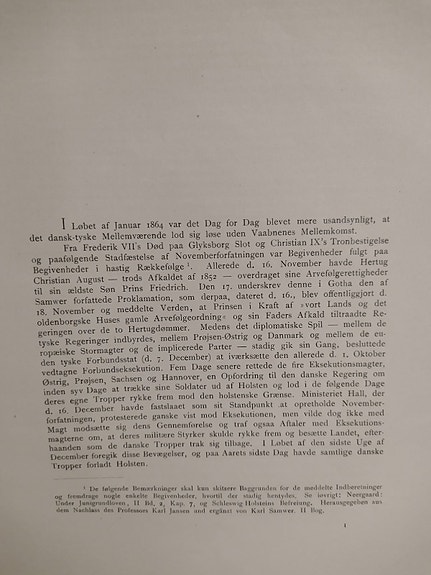 I Løbet af Januar 1864 var det Dag for Dag blevet mere usandsynligt, at
det dansk-tyske Mellemværende lod sig løse uden Vaabnenes Mellemkomst.
Fra Frederik VII's Død paa Glyksborg Slot og Christian IX's Tronbestigelse
og paafølgende Stadfæstelse af Novemberforfatningen var Begivenheder fulgt paa
Begivenheder i hastig Rækkefølge¹. Allerede d. 16. November havde Hertug
Christian August — trods Afkaldet af 1852 — overdraget sine Arvefølgerettigheder
til sin ældste Søn Prins Friedrich. Den 17. underskrev denne i Gotha den af
Samwer forfattede Proklamation, som derpaa, dateret d. 16., blev offentliggjort d.
18. November og meddelte Verden, at Prinsen i Kraft af »vort Lands og det
oldenborgske Huses gamle Arvefølgeordning« og sin Faders Afkald tiltraadte Re-
geringen over de to Hertugdømmer. Medens det diplomatiske Spil — mellem de
tyske Regeringer indbyrdes, mellem Prøjsen-Østrig og Danmark og mellem de eu-
ropæiske Stormagter og de implicerede Parter — stadig gik sin Gang, besluttede
den tyske Forbundsstat (d. 7. December) at iværksætte den allerede d. 1. Oktober
vedtagne Forbundseksekution. Fem Dage senere rettede de fire Eksekutionsmagter,
Østrig, Prøjsen, Sachsen og Hannover, en Opfordring til den danske Regering om
inden syv Dage at trække sine Soldater ud af Holsten og lod i de følgende Dage
deres egne Tropper rykke frem mod den holstenske Grænse. Ministeriet Hall, der
d. 16. December havde fastslaaet som sit Standpunkt at opretholde November-
forfatningen, protesterede ganske vist mod Eksekutionen, men vilde dog ikke med
Magt modsætte sig dens Gennemførelse og traf ogsaa Aftaler med Eksekutions-
magterne om, at deres militære Styrker skulde rykke frem og besætte Landet, efter-
haanden som de danske Tropper trak sig tilbage. I Løbet af den sidste Uge af
December foregik disse Bevægelser, og paa Aarets sidste Dag havde samtlige danske
Tropper forladt Holsten.
¹ De følgende Bemærkninger skal kun skitsere Baggrunden for de meddelte Indberetninger
og fremdrage nogle enkelte Begivenheder, hvortil der stadig hentydes. Se iøvrigt: Neergaard:
Under Junigrundloven, II Bd, 2, Kap. 7, og Schleswig-Holsteins Befreiung. Herausgegeben aus
dem Nachlass des Professors Karl Jansen und ergänzt von Karl Samwer. II Bog.
1